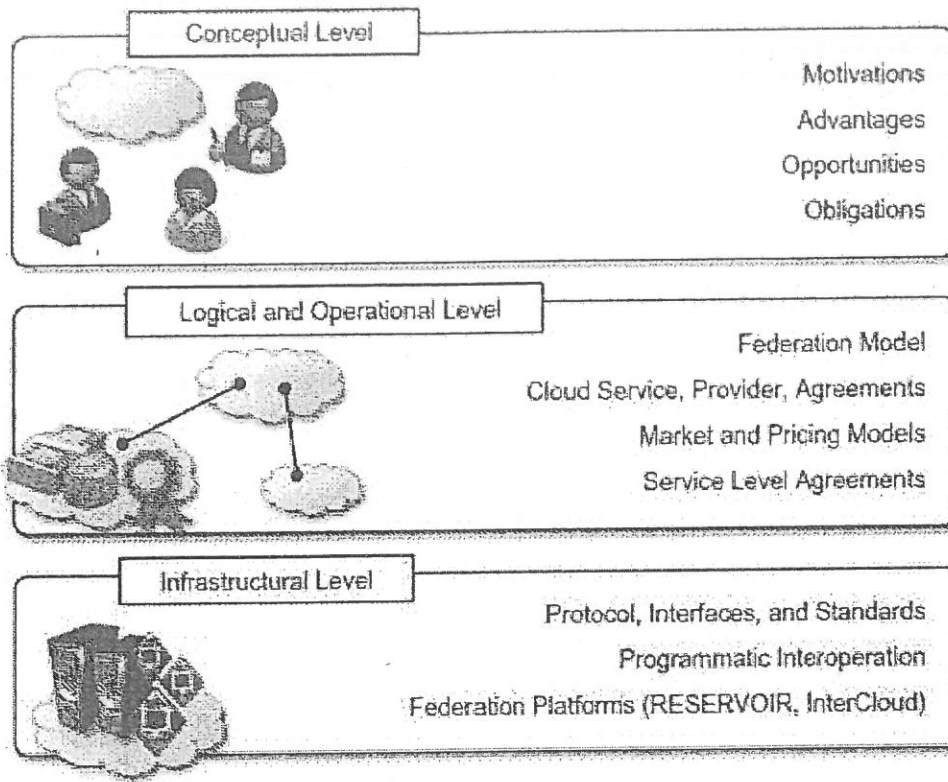 Conceptual Level
Motivations
Advantages
Opportunities
Obligations
Logical and Operational Level
Federation Model
Cloud Service, Provider, Agreements
Market and Pricing Models
Service Level Agreements
Infrastructural Level
Protocol, Interfaces, and Standards
Programmatic Interoperation
Federation Platforms (RESERVOIR, InterCloud)